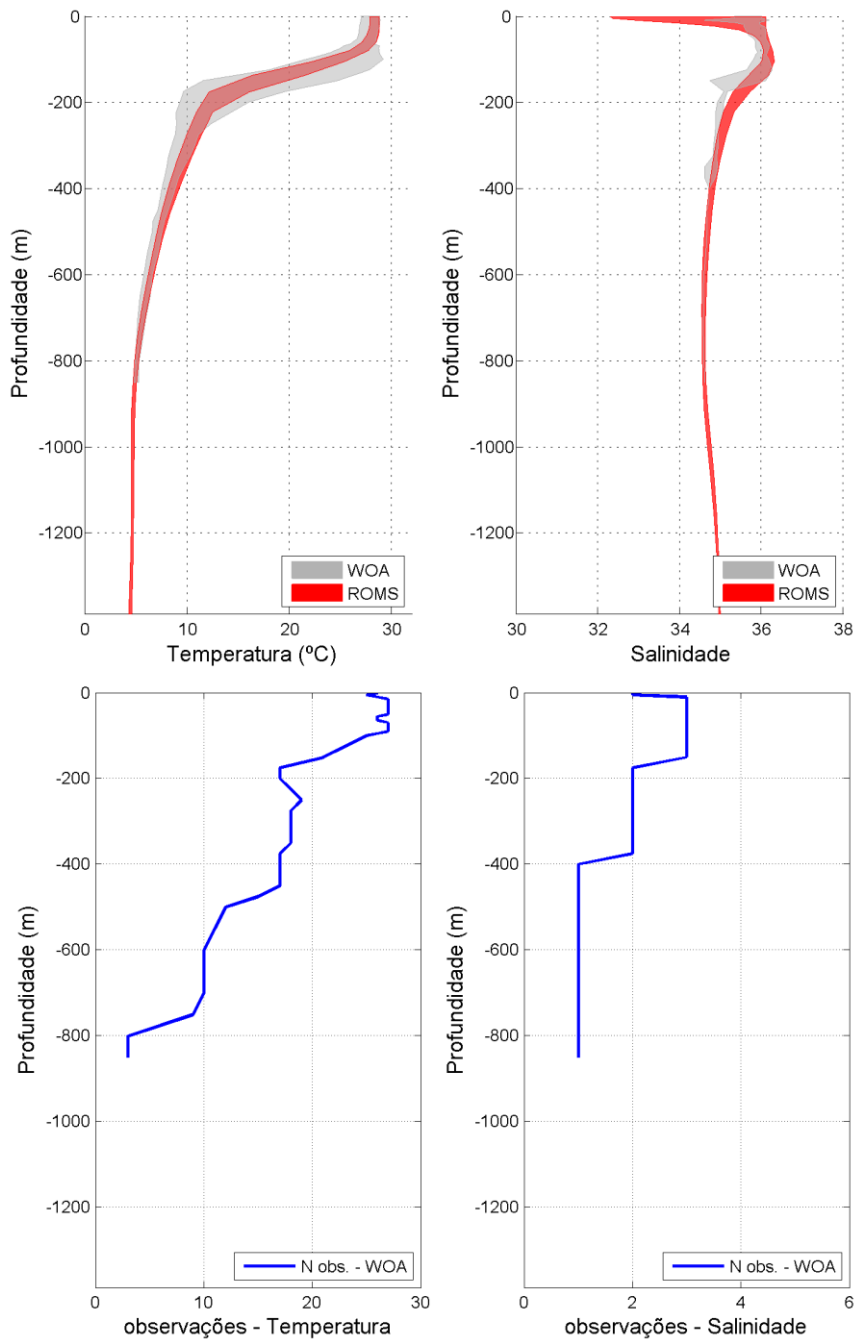 0
-200
-400
-600
-800
-1000
-1200
Profundidade (m)
WOA
ROMS
0 10 20 30
Temperatura (ºC)
0
-200
-400
-600
-800
-1000
-1200
Profundidade (m)
WOA
ROMS
30 32 34 36 38
Salinidade
0
-200
-400
-600
-800
-1000
-1200
Profundidade (m)
N obs. - WOA
0 10 20 30
observações - Temperatura
0
-200
-400
-600
-800
-1000
-1200
Profundidade (m)
N obs. - WOA
0 2 4 6
observações - Salinidade